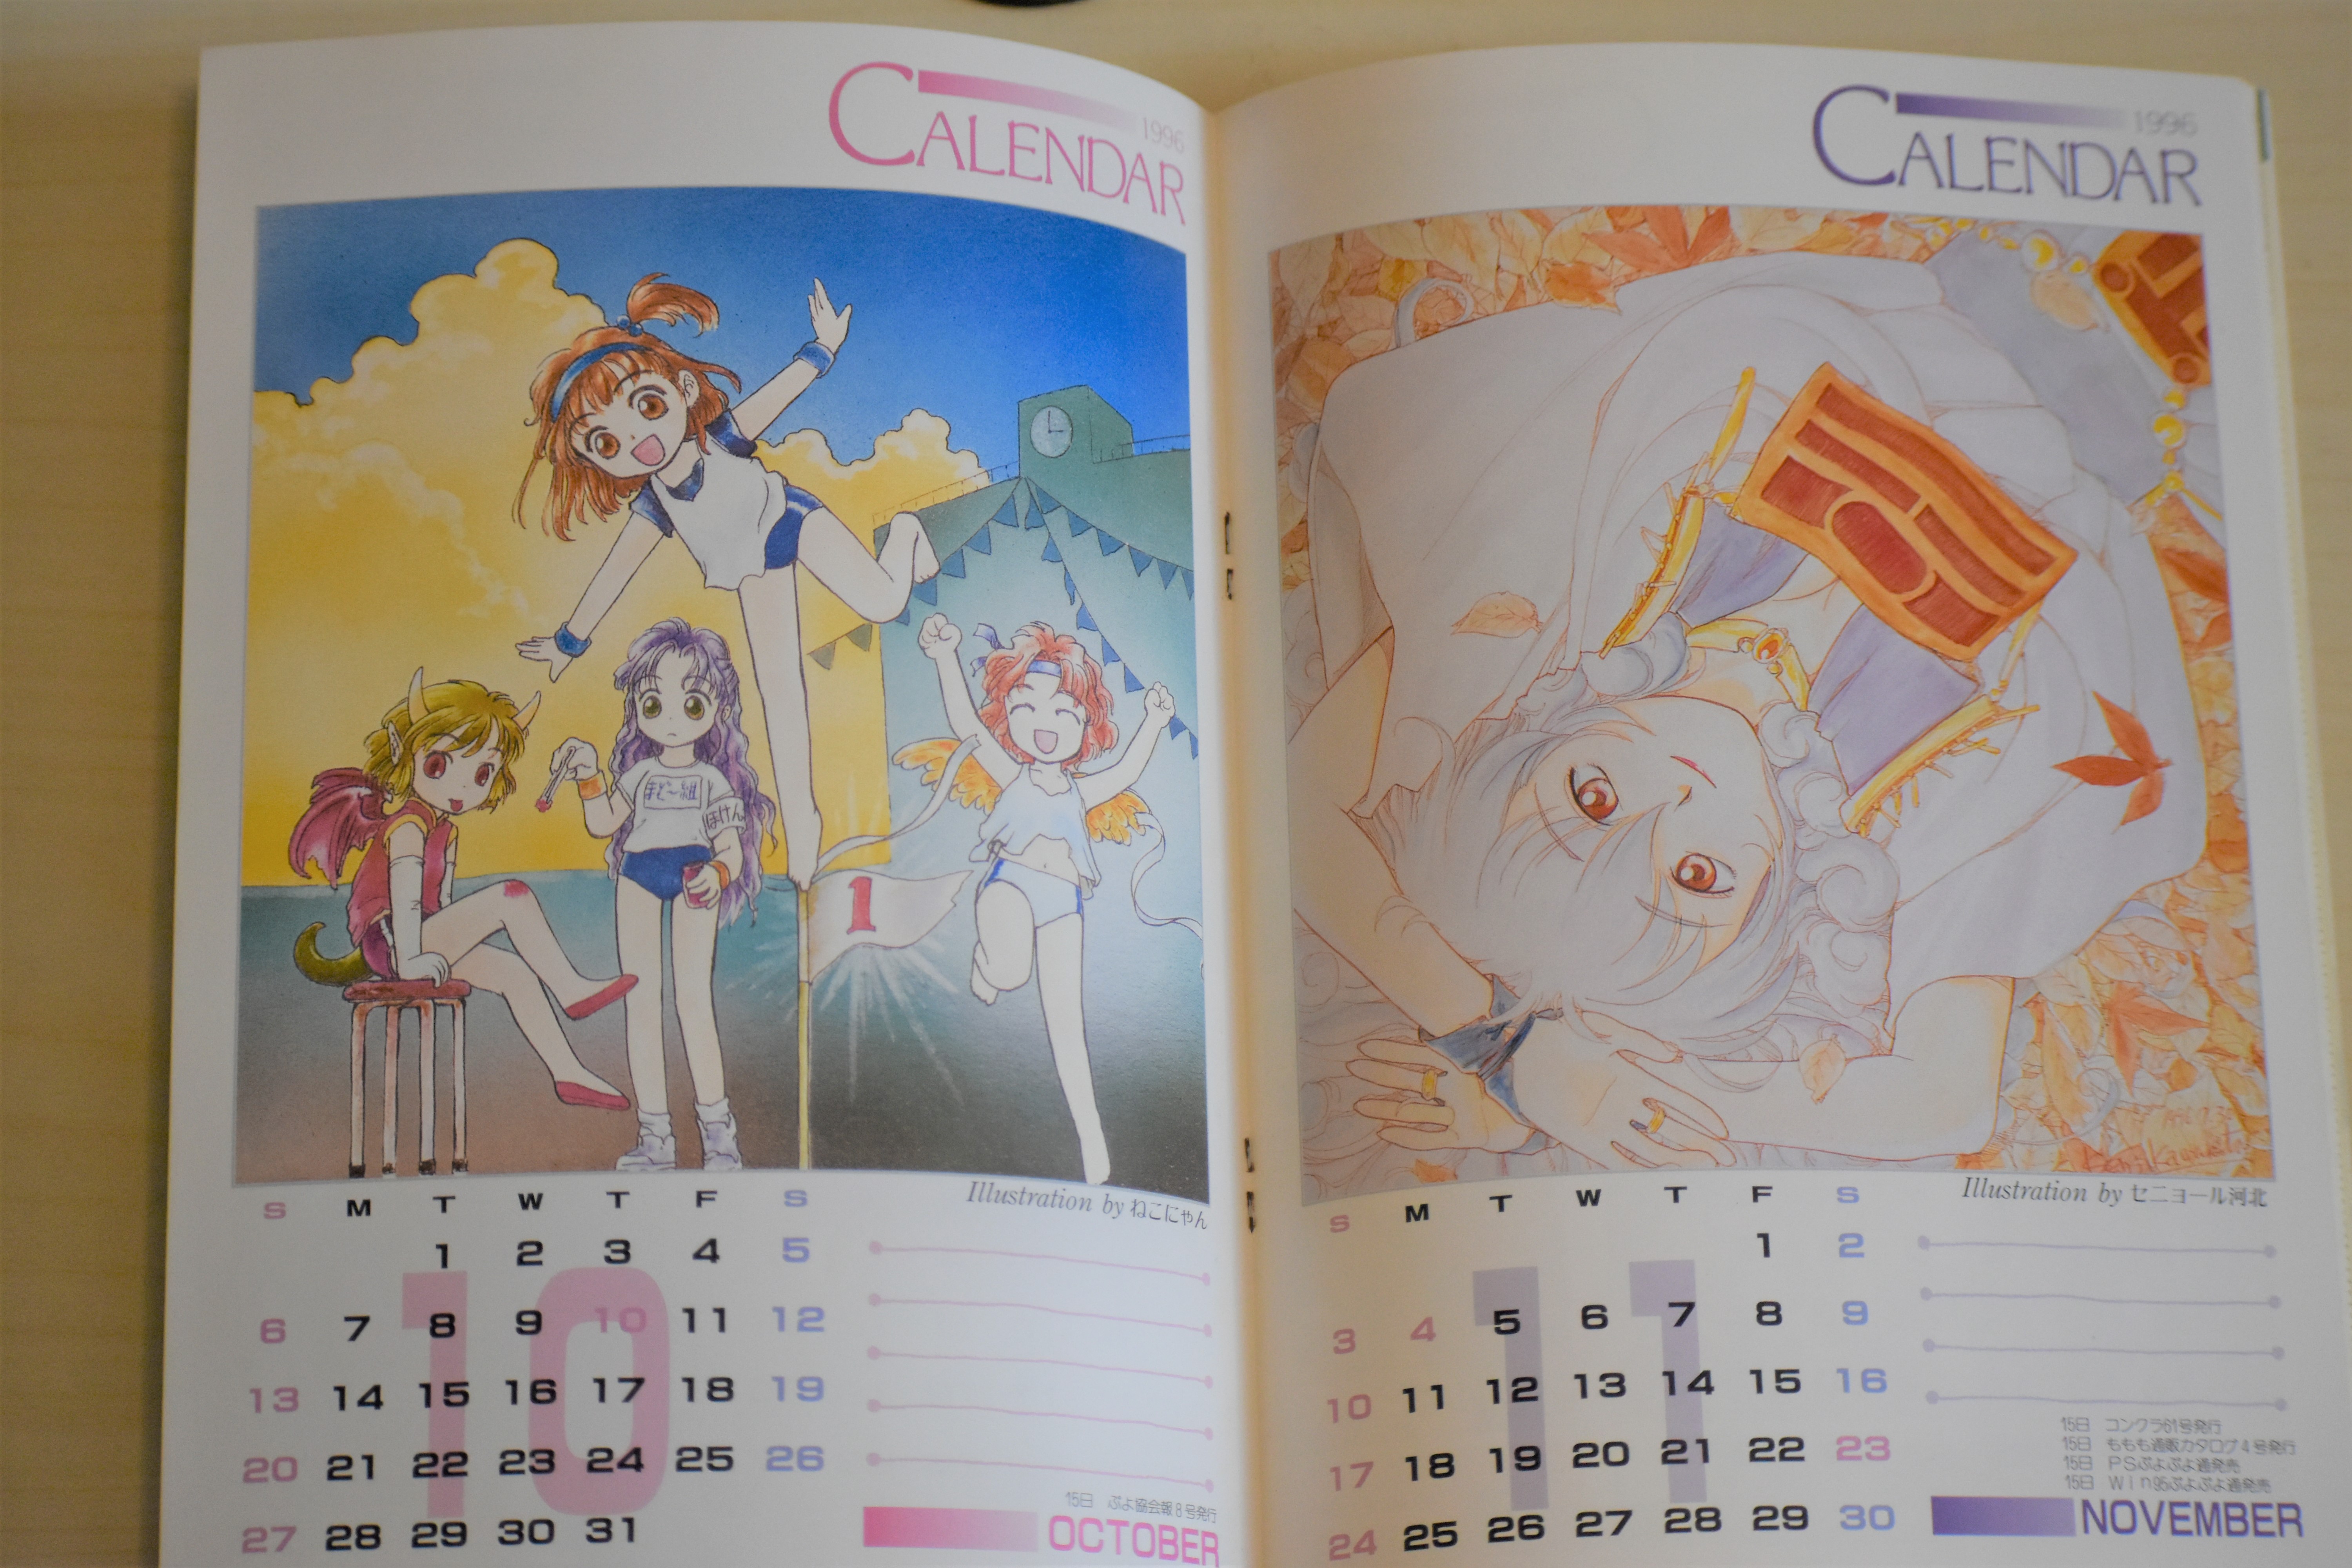 1996
CALENDAR
まど〜組
ほけん
1
Illustration by ねこにゃん
S M T W T F S
1 2 3 4 5
6 7 8 9 10 11 12
13 14 15 16 17 18 19
20 21 22 23 24 25 26
27 28 29 30 31
10
15日 ぷよ協会報8号発行
OCTOBER
1996
CALENDAR
Illustration by セニョール河北
S M T W T F S
1 2
3 4 5 6 7 8 9
10 11 12 13 14 15 16
17 18 19 20 21 22 23
24 25 26 27 28 29 30
11
15日 コンクラ61号発行
15日 ももも通販カタログ4号発行
15日 PSぷよぷよ通発売
15日 Win95ぷよぷよ通発売
NOVEMBER